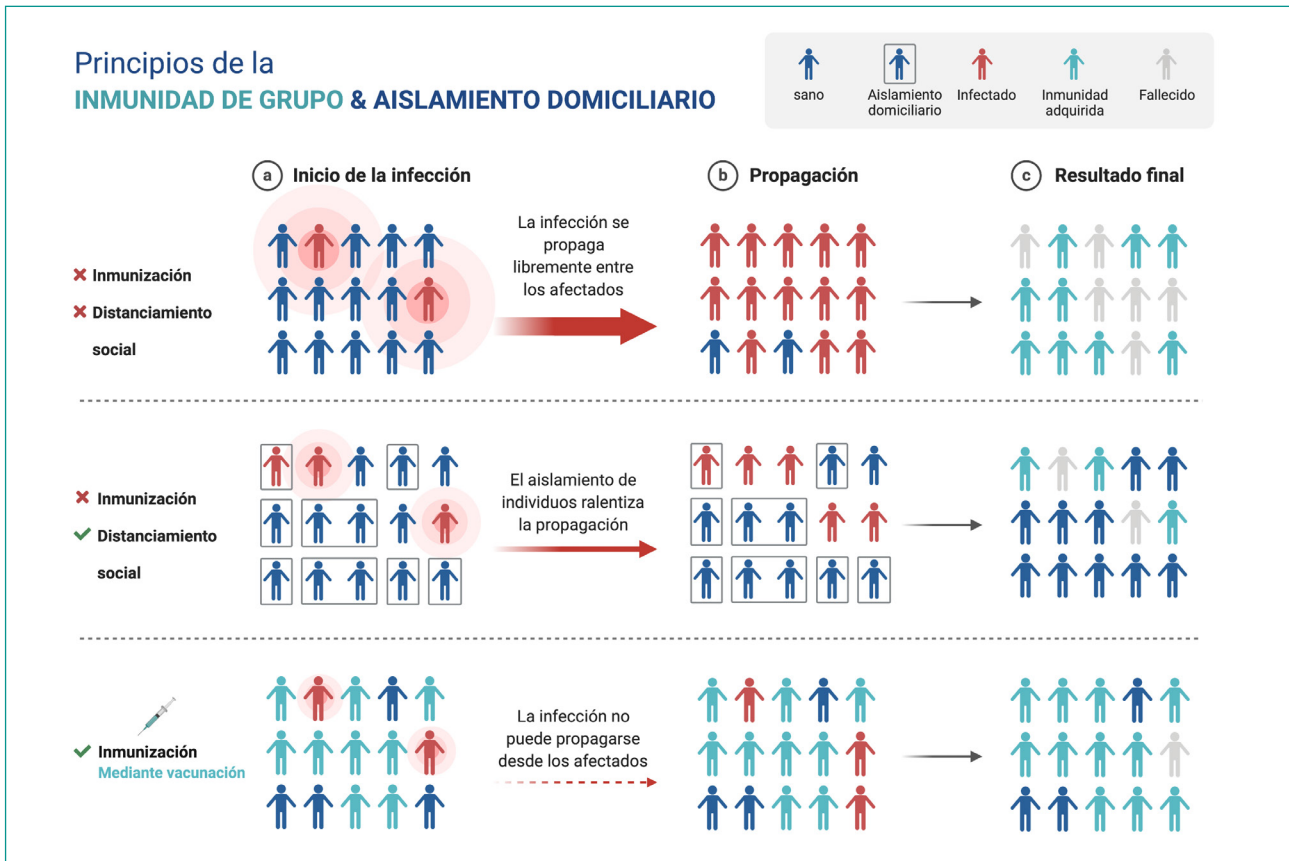 Principios de la
INMUNIDAD DE GRUPO & AISLAMIENTO DOMICILIARIO
sano
Aislamiento
domiciliario
Infectado
Inmunidad
adquirida
Fallecido
a Inicio de la infección
b Propagación
c Resultado final
Inmunización
Distanciamiento
social
La infección se
propaga
libremente entre
los afectados
Inmunización
Distanciamiento
social
El aislamiento de
individuos ralentiza
la propagación
Inmunización
Mediante vacunación
La infección no
puede propagarse
desde los afectados